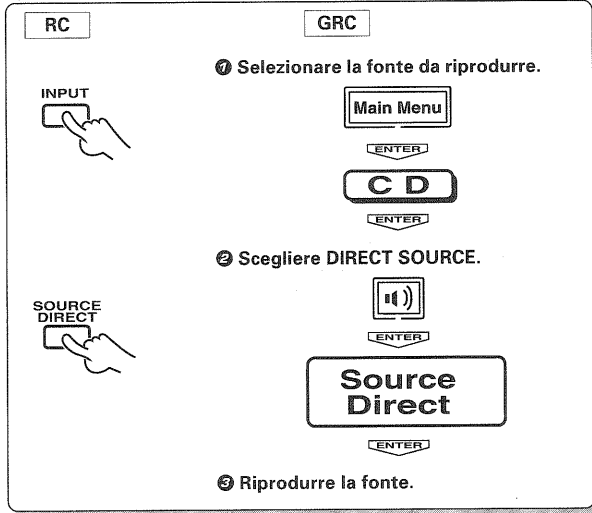 RC
GRC
❶ Selezionare la fonte da riprodurre.
INPUT
Main Menu
ENTER
CD
ENTER
❷ Scegliere DIRECT SOURCE.
SOURCE
DIRECT
ENTER
Source
Direct
ENTER
❸ Riprodurre la fonte.